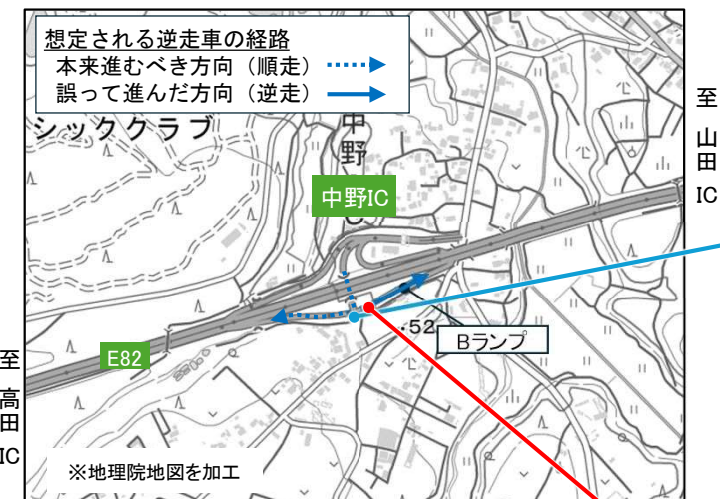 想定される逆走車の経路
本来進むべき方向（順走）
誤って進んだ方向（逆走）
シッククラブ
中野
中野IC
至 山田 IC
・52
Bランプ
E82
至 高田 IC
※地理院地図を加工